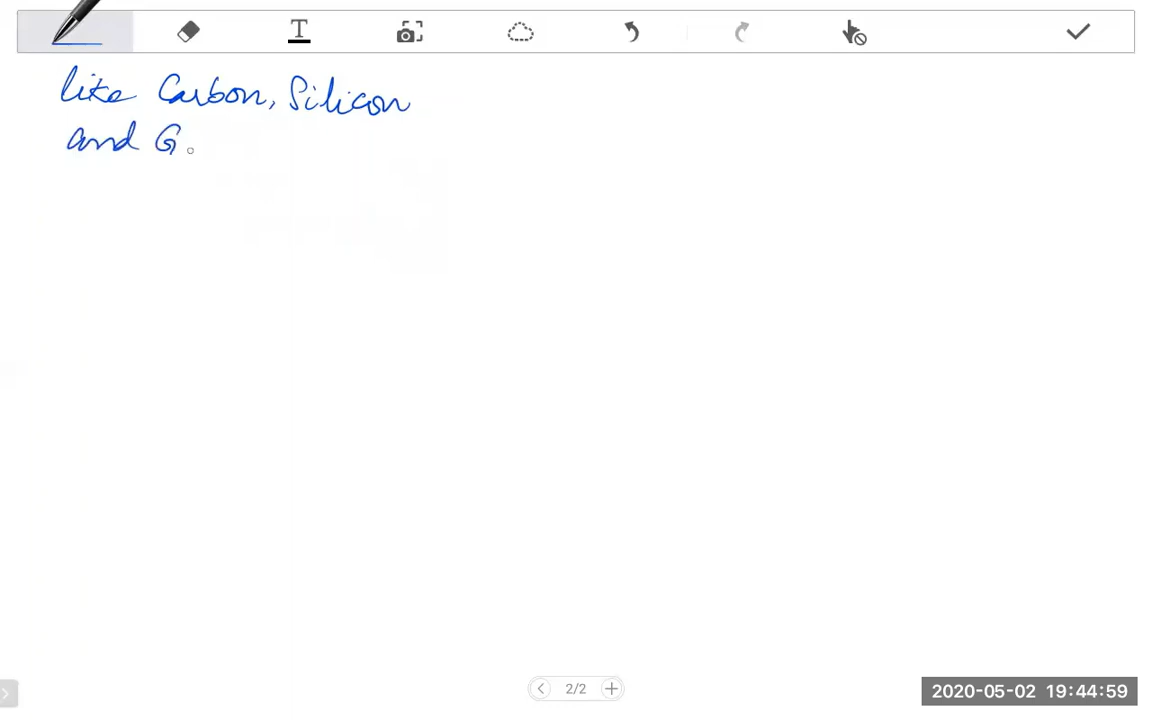 T
like Carbon, Silicon
and G
2/2
2020-05-02 19:44:59